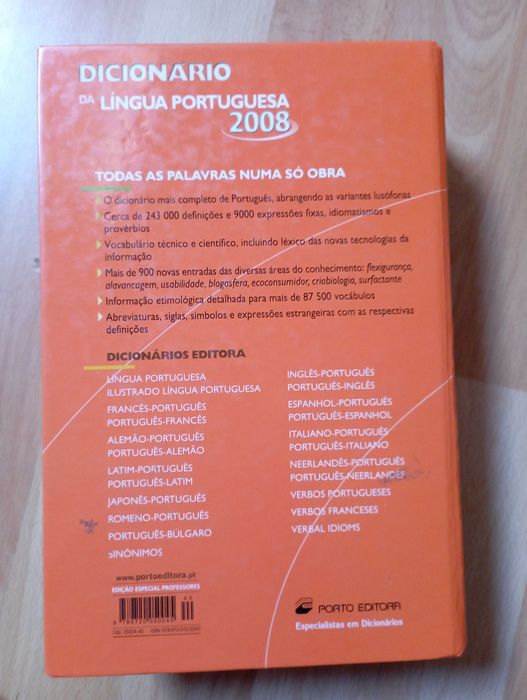 DICIONÁRIO
DA LÍNGUA PORTUGUESA
2008
TODAS AS PALAVRAS NUMA SÓ OBRA
O dicionário mais completo de Português, abrangendo as variantes lusófonas
Cerca de 243 000 definições e 9000 expressões fixas, idiomatismos e
provérbios
Vocabulário técnico e científico, incluindo léxico das novas tecnologias da
informação
Mais de 900 novas entradas das diversas áreas do conhecimento: flexigurança,
alavancagem, usabilidade, blogosfera, ecoconsumidor, criobiologia, surfactante
Informação etimológica detalhada para mais de 87 500 vocábulos
Abreviaturas, siglas, símbolos e expressões estrangeiras com as respectivas
definições
DICIONÁRIOS EDITORA
LÍNGUA PORTUGUESA
ILUSTRADO LÍNGUA PORTUGUESA
FRANCÊS-PORTUGUÊS
PORTUGUÊS-FRANCÊS
ALEMÃO-PORTUGUÊS
PORTUGUÊS-ALEMÃO
LATIM-PORTUGUÊS
PORTUGUÊS-LATIM
JAPONÊS-PORTUGUÊS
ROMENO-PORTUGUÊS
PORTUGUÊS-BÚLGARO
SINÓNIMOS
INGLÊS-PORTUGUÊS
PORTUGUÊS-INGLÊS
ESPANHOL-PORTUGUÊS
PORTUGUÊS-ESPANHOL
ITALIANO-PORTUGUÊS
PORTUGUÊS-ITALIANO
NEERLANDÊS-PORTUGUÊS
PORTUGUÊS-NEERLANDÊS
VERBOS PORTUGUESES
VERBOS FRANCESES
VERBAL IDIOMS
www.portoeditora.pt
EDIÇÃO ESPECIAL PROFESSORES
PORTO EDITORA
Especialistas em Dicionários